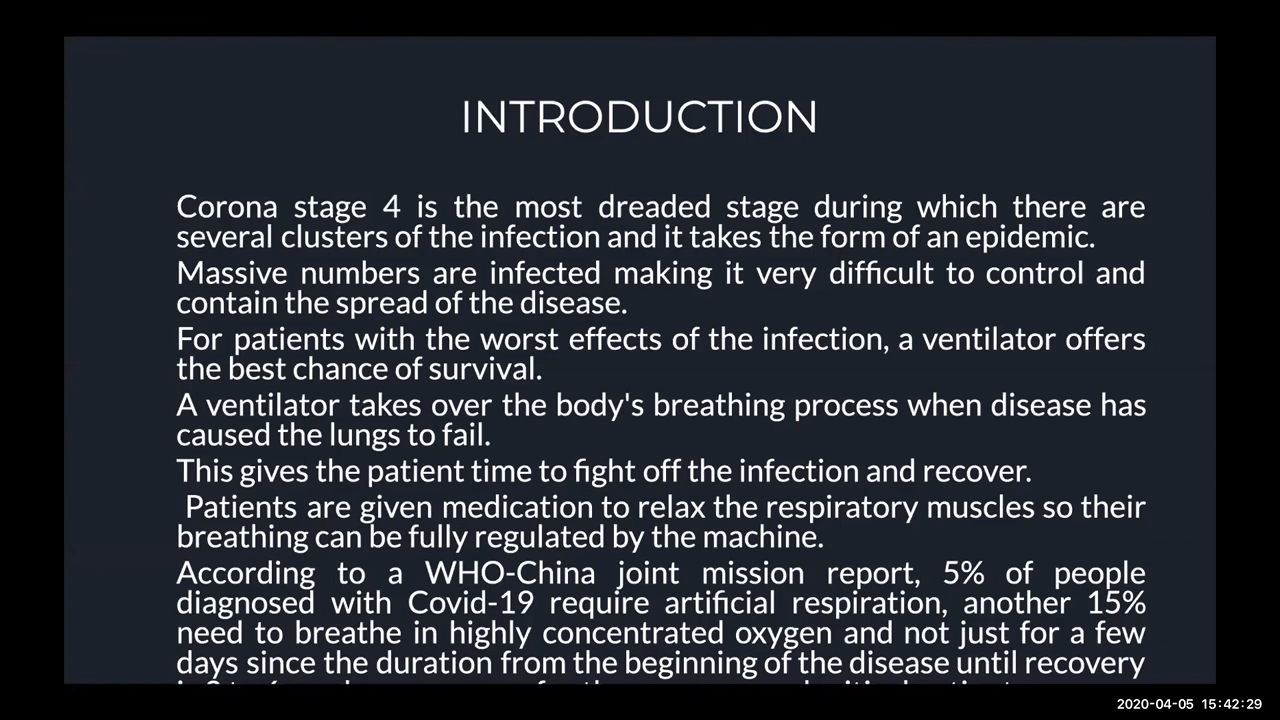 INTRODUCTION
Corona stage 4 is the most dreaded stage during which there are
several clusters of the infection and it takes the form of an epidemic.
Massive numbers are infected making it very difficult to control and
contain the spread of the disease.
For patients with the worst effects of the infection, a ventilator offers
the best chance of survival.
A ventilator takes over the body's breathing process when disease has
caused the lungs to fail.
This gives the patient time to fight off the infection and recover.
Patients are given medication to relax the respiratory muscles so their
breathing can be fully regulated by the machine.
According to a WHO-China joint mission report, 5% of people
diagnosed with Covid-19 require artificial respiration, another 15%
need to breathe in highly concentrated oxygen and not just for a few
days since the duration from the beginning of the disease until recovery
2020-04-05 15:42:29